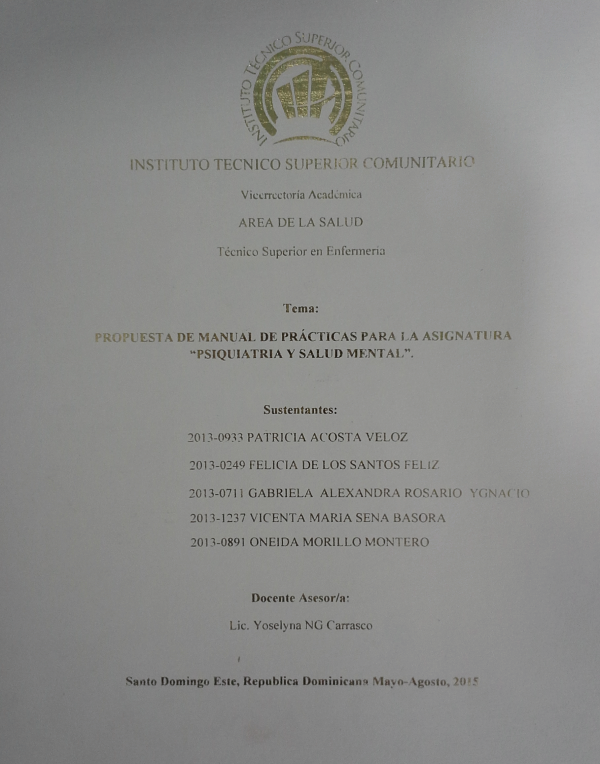 INSTITUTO TÉCNICO SUPERIOR COMUNITARIO
INSTITUTO TECNICO SUPERIOR COMUNITARIO
Vicerrectoría Académica
AREA DE LA SALUD
Técnico Superior en Enfermeria
Tema:
PROPUESTA DE MANUAL DE PRÁCTICAS PARA LA ASIGNATURA
“PSIQUIATRIA Y SALUD MENTAL”.
Sustentantes:
2013-0933 PATRICIA ACOSTA VELOZ
2013-0249 FELICIA DE LOS SANTOS FELIZ
2013-0711 GABRIELA ALEXANDRA ROSARIO YGNACIO
2013-1237 VICENTA MARIA SENA BASORA
2013-0891 ONEIDA MORILLO MONTERO
Docente Asesor/a:
Lic. Yoselyna NG Carrasco
Santo Domingo Este, Republica Dominicana Mayo-Agosto, 2015